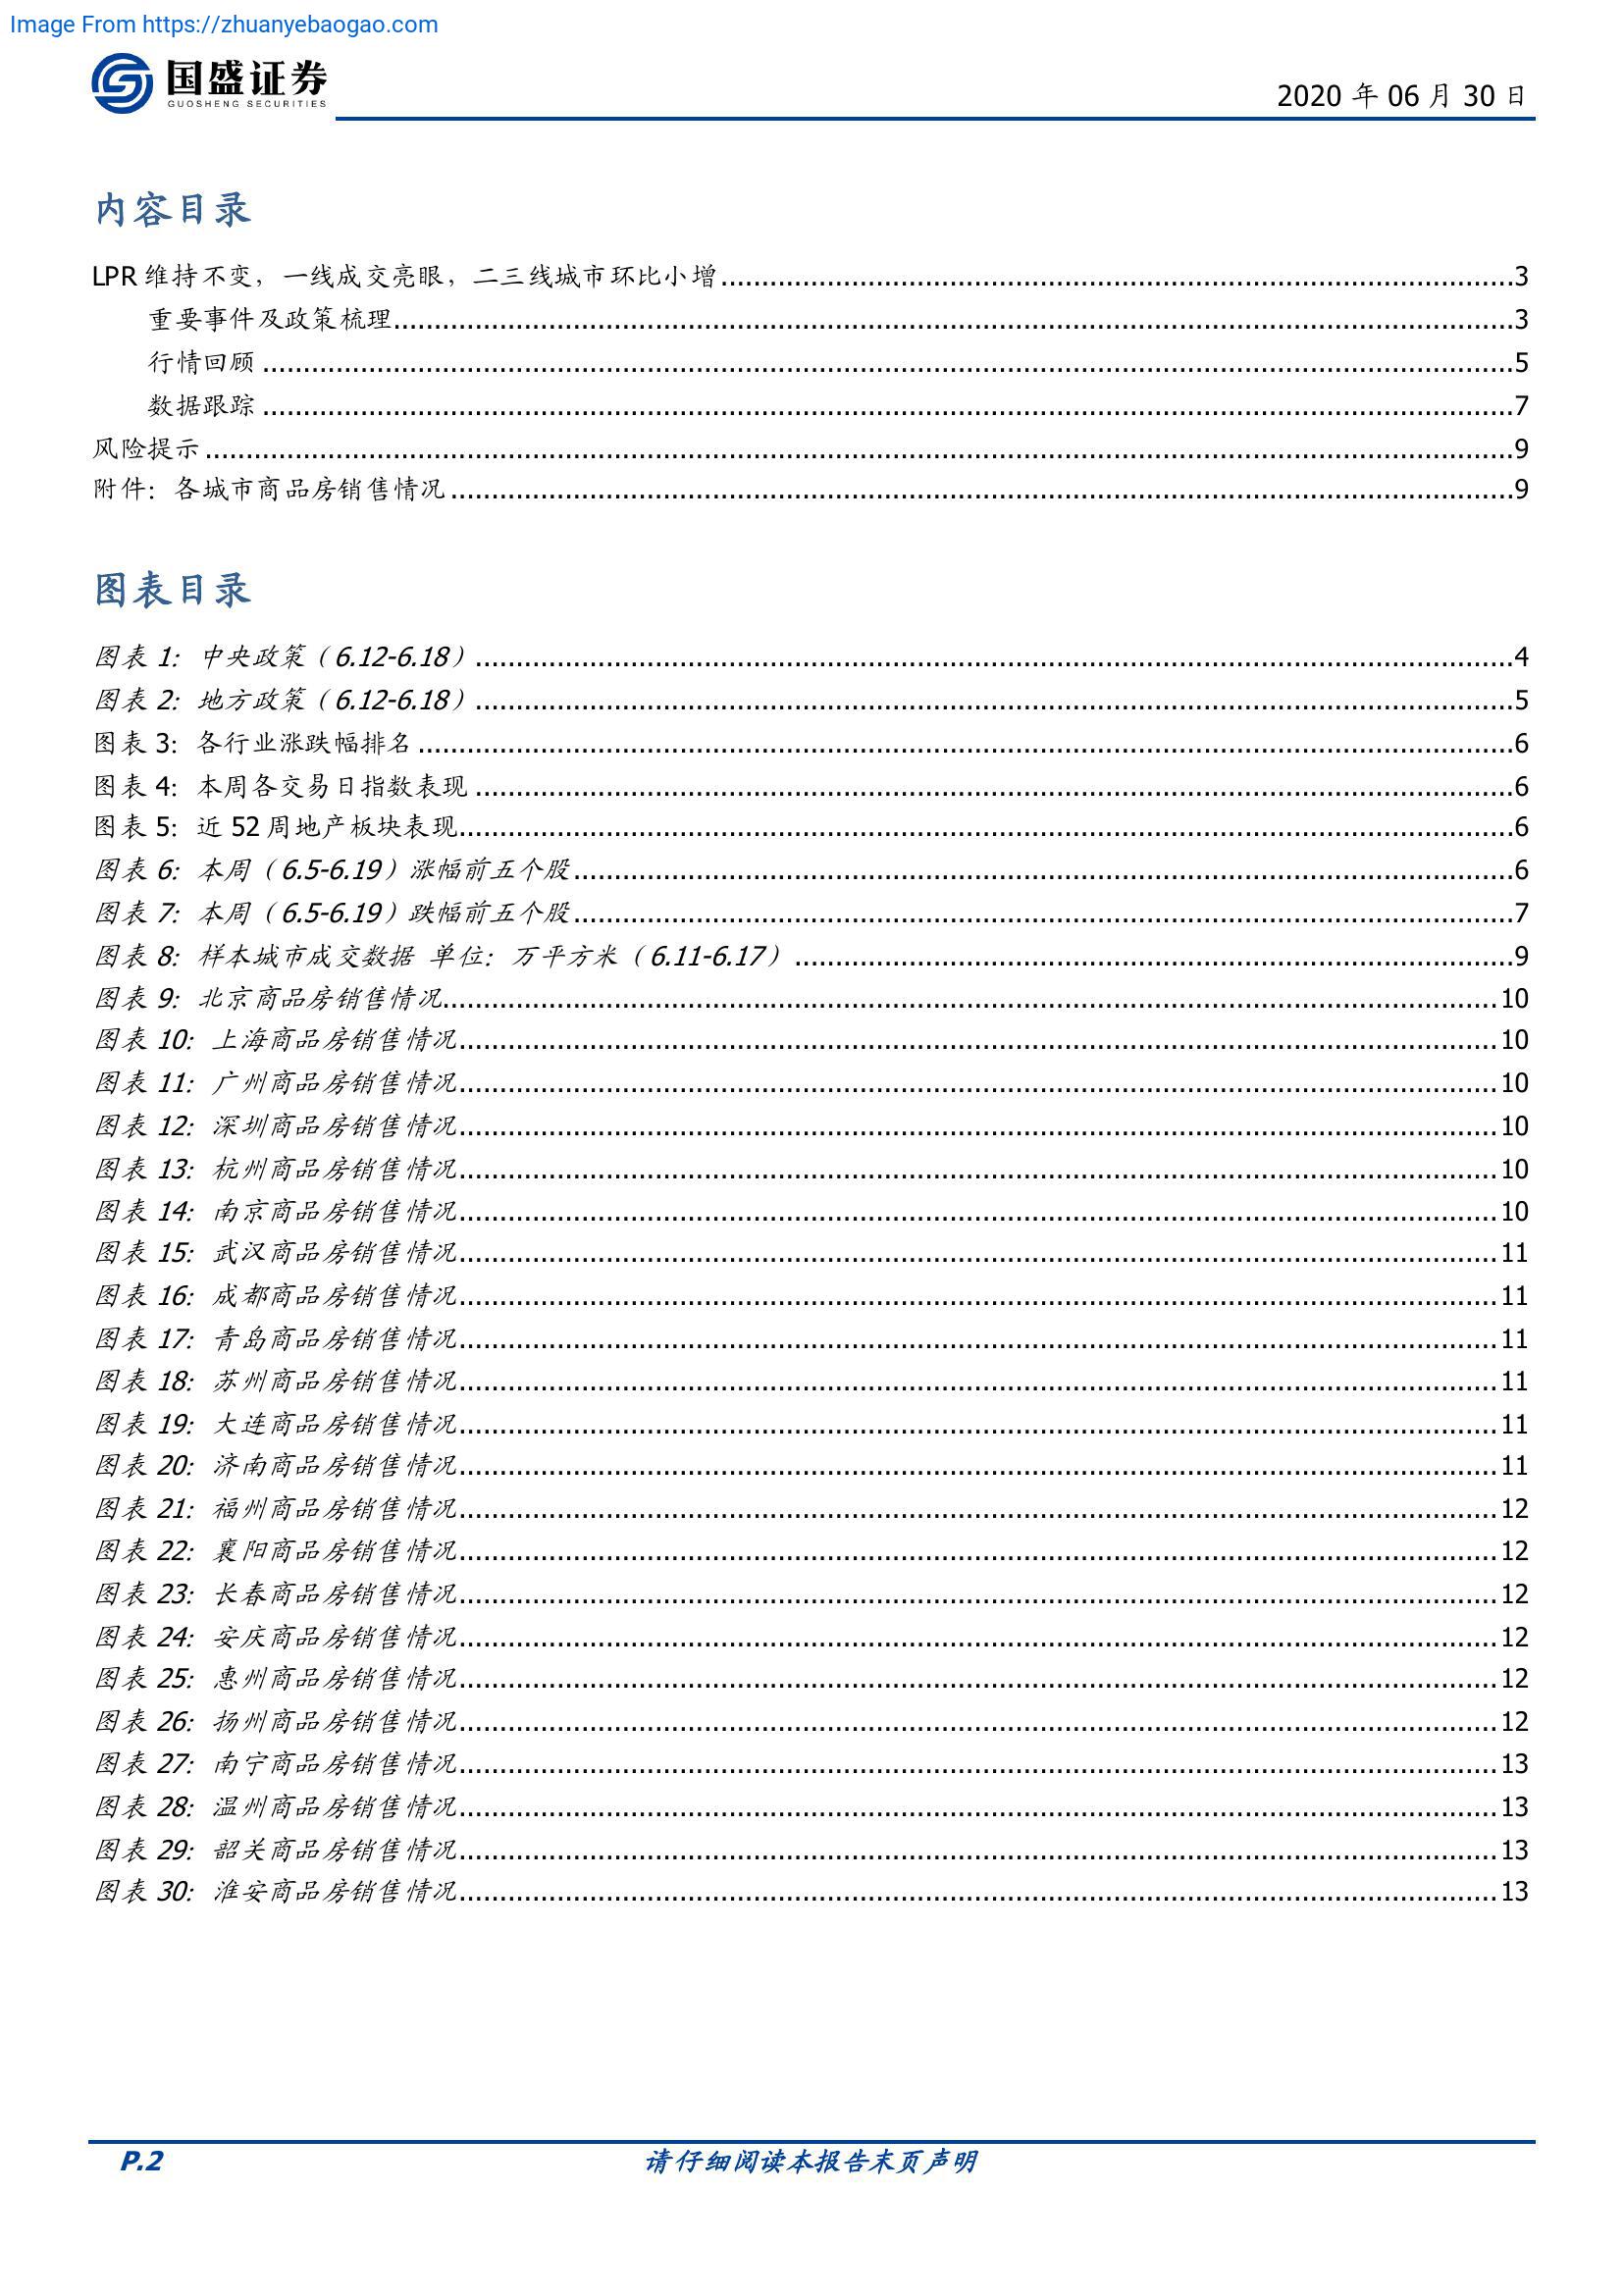 Image From https://zhuanyebaogao.com
国盛证券
GUOSHENG SECURITIES
2020 年 06 月 30 日
内容目录
LPR 维持不变，一线成交亮眼，二三线城市环比小增 3
重要事件及政策梳理 3
行情回顾 5
数据跟踪 7
风险提示 9
附件：各城市商品房销售情况 9
图表目录
图表 1: 中央政策（6.12-6.18） 4
图表 2: 地方政策（6.12-6.18） 5
图表 3: 各行业涨跌幅排名 6
图表 4: 本周各交易日指数表现 6
图表 5: 近 52 周地产板块表现 6
图表 6: 本周（6.5-6.19）涨幅前五个股 6
图表 7: 本周（6.5-6.19）跌幅前五个股 7
图表 8: 样本城市成交数据 单位：万平方米（6.11-6.17） 9
图表 9: 北京商品房销售情况 10
图表 10: 上海商品房销售情况 10
图表 11: 广州商品房销售情况 10
图表 12: 深圳商品房销售情况 10
图表 13: 杭州商品房销售情况 10
图表 14: 南京商品房销售情况 10
图表 15: 武汉商品房销售情况 11
图表 16: 成都商品房销售情况 11
图表 17: 青岛商品房销售情况 11
图表 18: 苏州商品房销售情况 11
图表 19: 大连商品房销售情况 11
图表 20: 济南商品房销售情况 11
图表 21: 福州商品房销售情况 12
图表 22: 襄阳商品房销售情况 12
图表 23: 长春商品房销售情况 12
图表 24: 安庆商品房销售情况 12
图表 25: 惠州商品房销售情况 12
图表 26: 扬州商品房销售情况 12
图表 27: 南宁商品房销售情况 13
图表 28: 温州商品房销售情况 13
图表 29: 韶关商品房销售情况 13
图表 30: 淮安商品房销售情况 13
P.2 请仔细阅读本报告末页声明